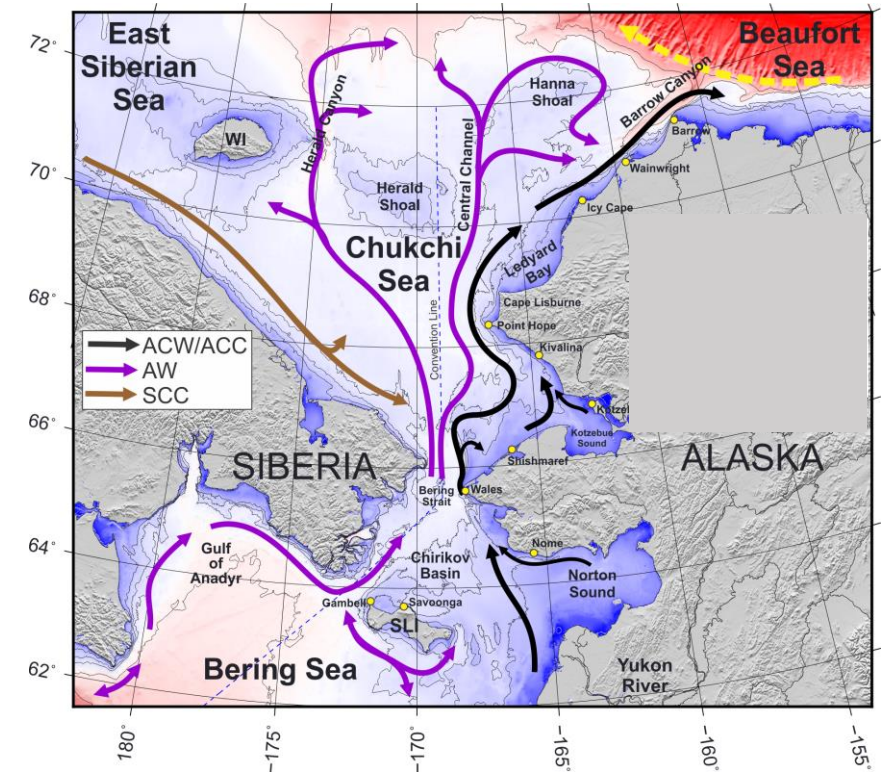 72°
70°
68°
66°
64°
62°
East
Siberian
Sea
Beaufort
Sea
WI
Herald Canyon
Herald
Shoal
Hanna
Shoal
Central Channel
Barrow Canyon
Barrow
Wainwright
Icy Cape
Chukchi
Sea
Convention Line
Ledyard
Bay
Cape Lisburne
Point Hope
Kivalina
Kotzebue
Sound
Shishmaref
ACW/ACC
AW
SCC
SIBERIA
ALASKA
Bering
Strait
Wales
Gulf
of
Anadyr
Chirikov
Basin
Nome
Norton
Sound
Gambell
Savoonga
SLI
Bering Sea
Yukon
River
180°
-175°
-170°
-165°
-160°
-155°